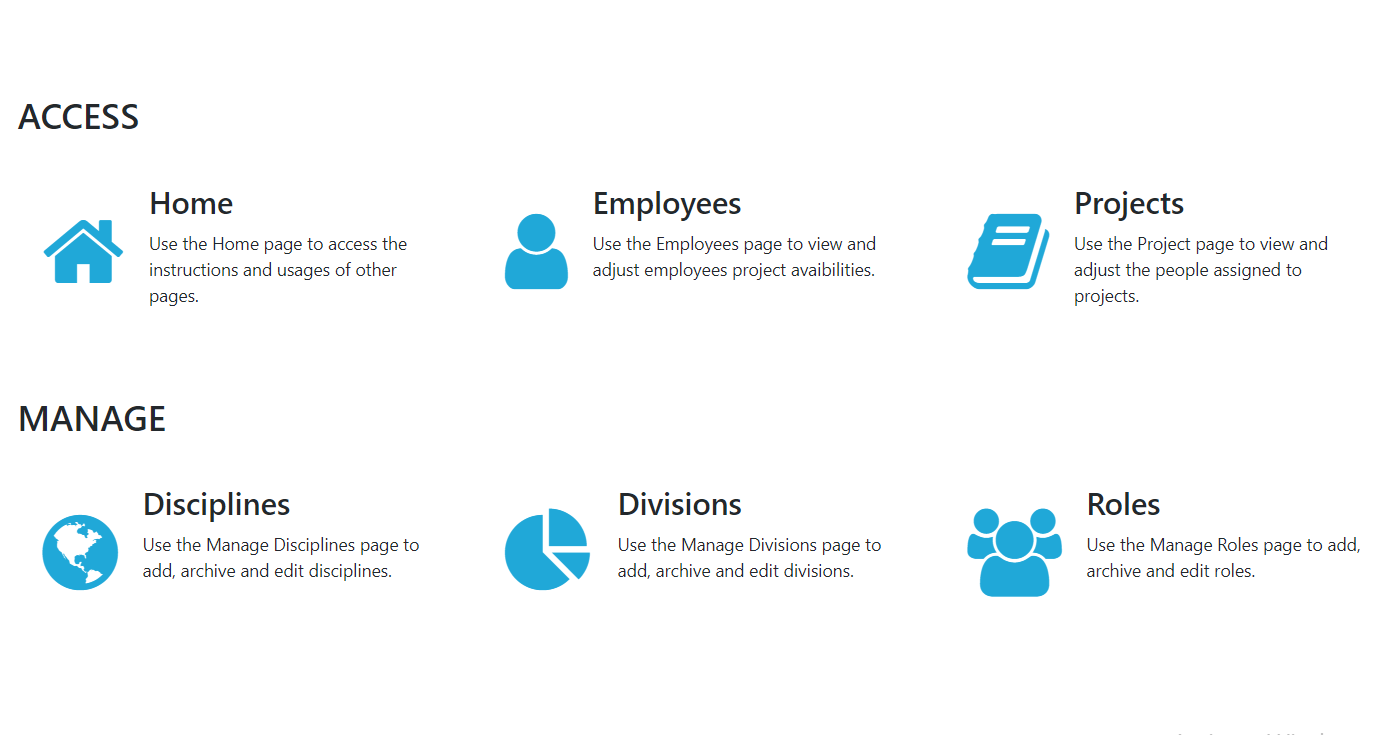 ACCESS
Home
Use the Home page to access the
instructions and usages of other
pages.
Employees
Use the Employees page to view and
adjust employees project avaibilities.
Projects
Use the Project page to view and
adjust the people assigned to
projects.
MANAGE
Disciplines
Use the Manage Disciplines page to
add, archive and edit disciplines.
Divisions
Use the Manage Divisions page to
add, archive and edit divisions.
Roles
Use the Manage Roles page to add,
archive and edit roles.